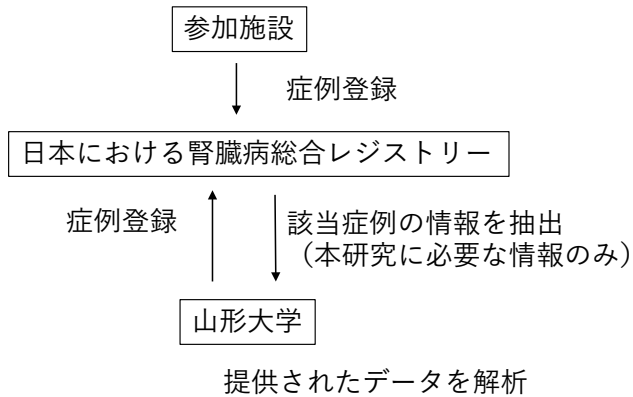 参加施設
症例登録
日本における腎臓病総合レジストリー
症例登録
該当症例の情報を抽出
（本研究に必要な情報のみ）
山形大学
提供されたデータを解析